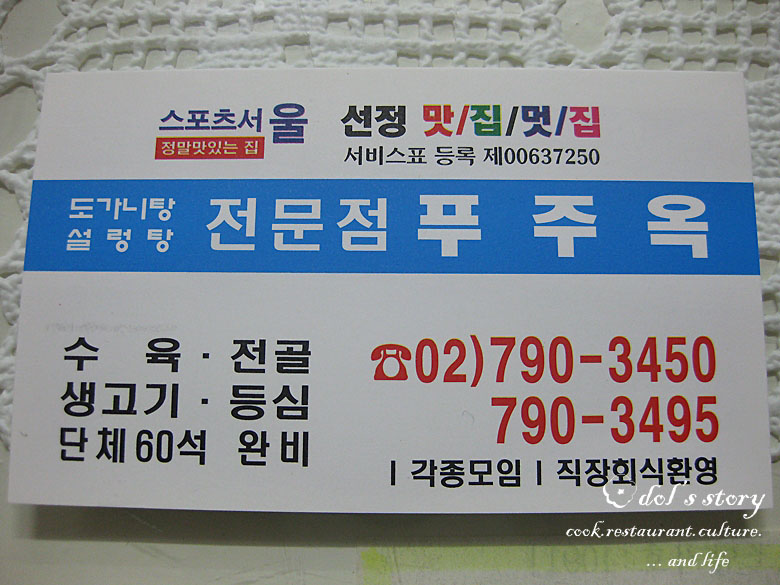 스포츠서울 선정 맛/집/멋/집
정말맛있는 집 서비스표 등록 제00637250
도가니탕
설렁탕 전문점 푸주옥
수 육 · 전골
생고기 · 등심
단체 60석 완비
☎02)790-3450
790-3495
| 각종모임 | 직장회식환영
dol's story
cook.restaurant.culture.
... and life